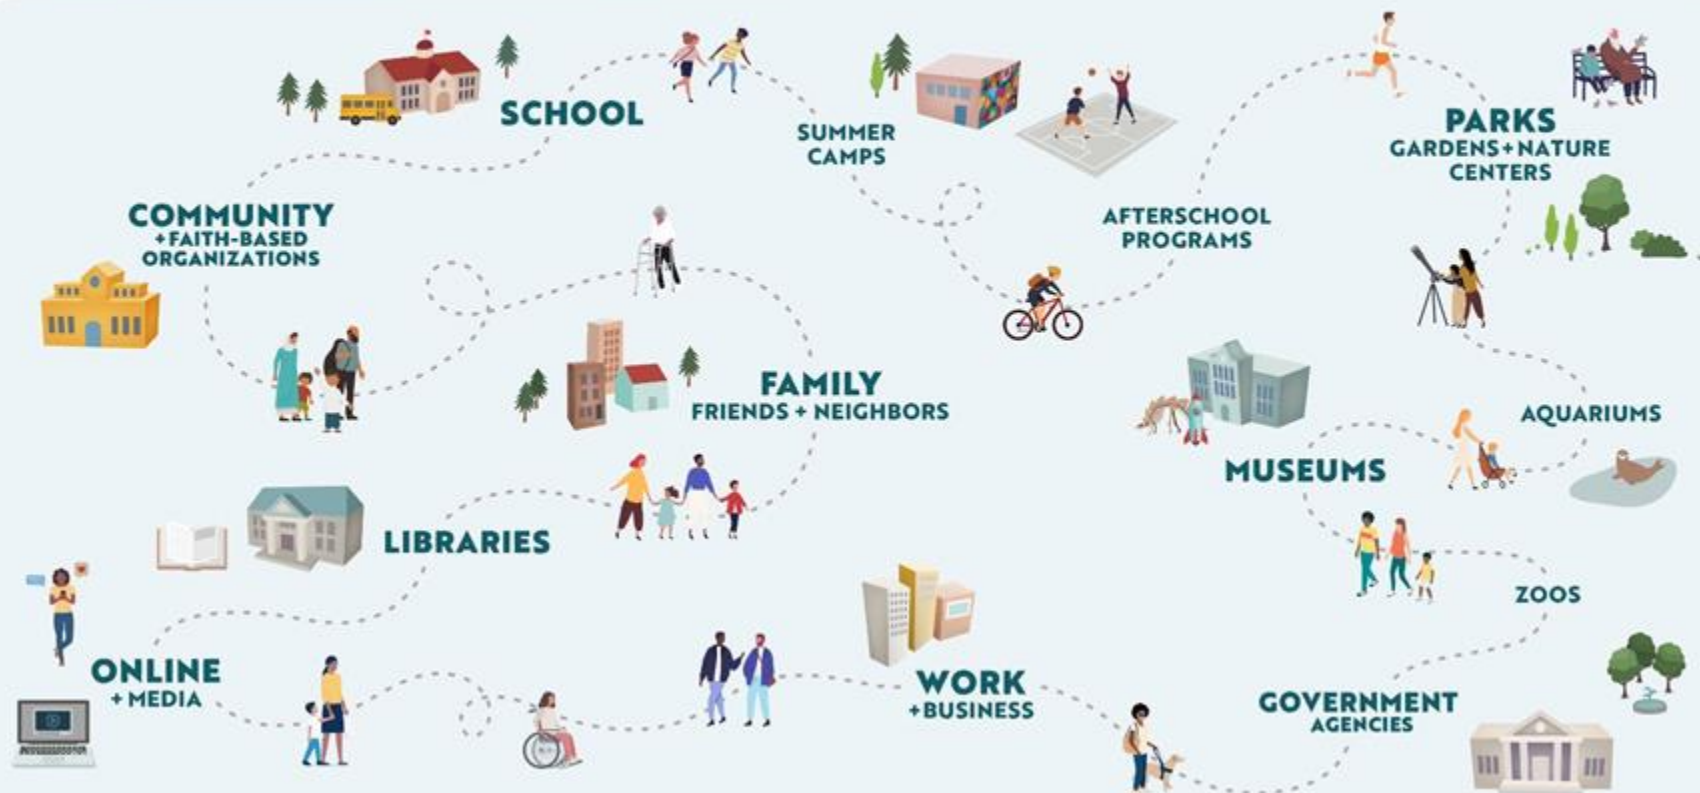 SCHOOL
SUMMER
CAMPS
PARKS
GARDENS+NATURE
CENTERS
COMMUNITY
+FAITH-BASED
ORGANIZATIONS
AFTERSCHOOL
PROGRAMS
FAMILY
FRIENDS + NEIGHBORS
AQUARIUMS
MUSEUMS
LIBRARIES
ZOOS
ONLINE
+ MEDIA
WORK
+BUSINESS
GOVERNMENT
AGENCIES